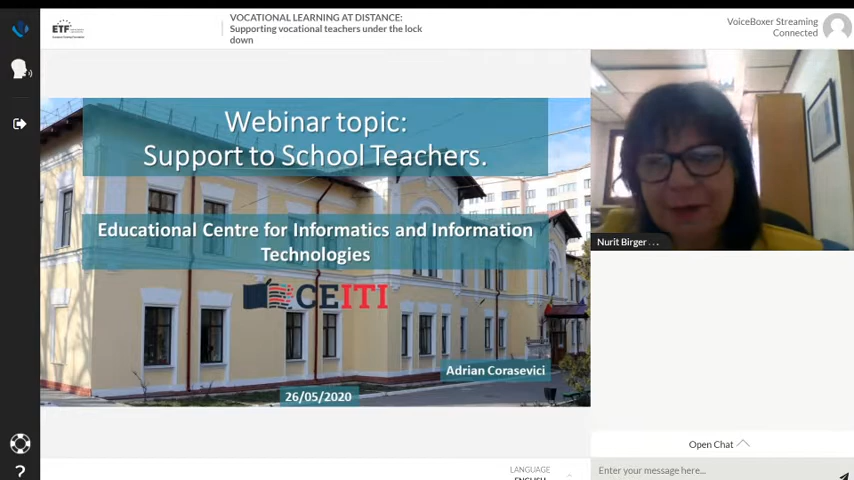 ETF
VOCATIONAL LEARNING AT DISTANCE:
Supporting vocational teachers under the lock
down
VoiceBoxer Streaming
Connected
Webinar topic:
Support to School Teachers.
Educational Centre for Informatics and Information
Technologies
CEITI
Adrian Corasevici
26/05/2020
Nurit Birger ...
Open Chat
Enter your message here...
LANGUAGE
ENGLISH
?